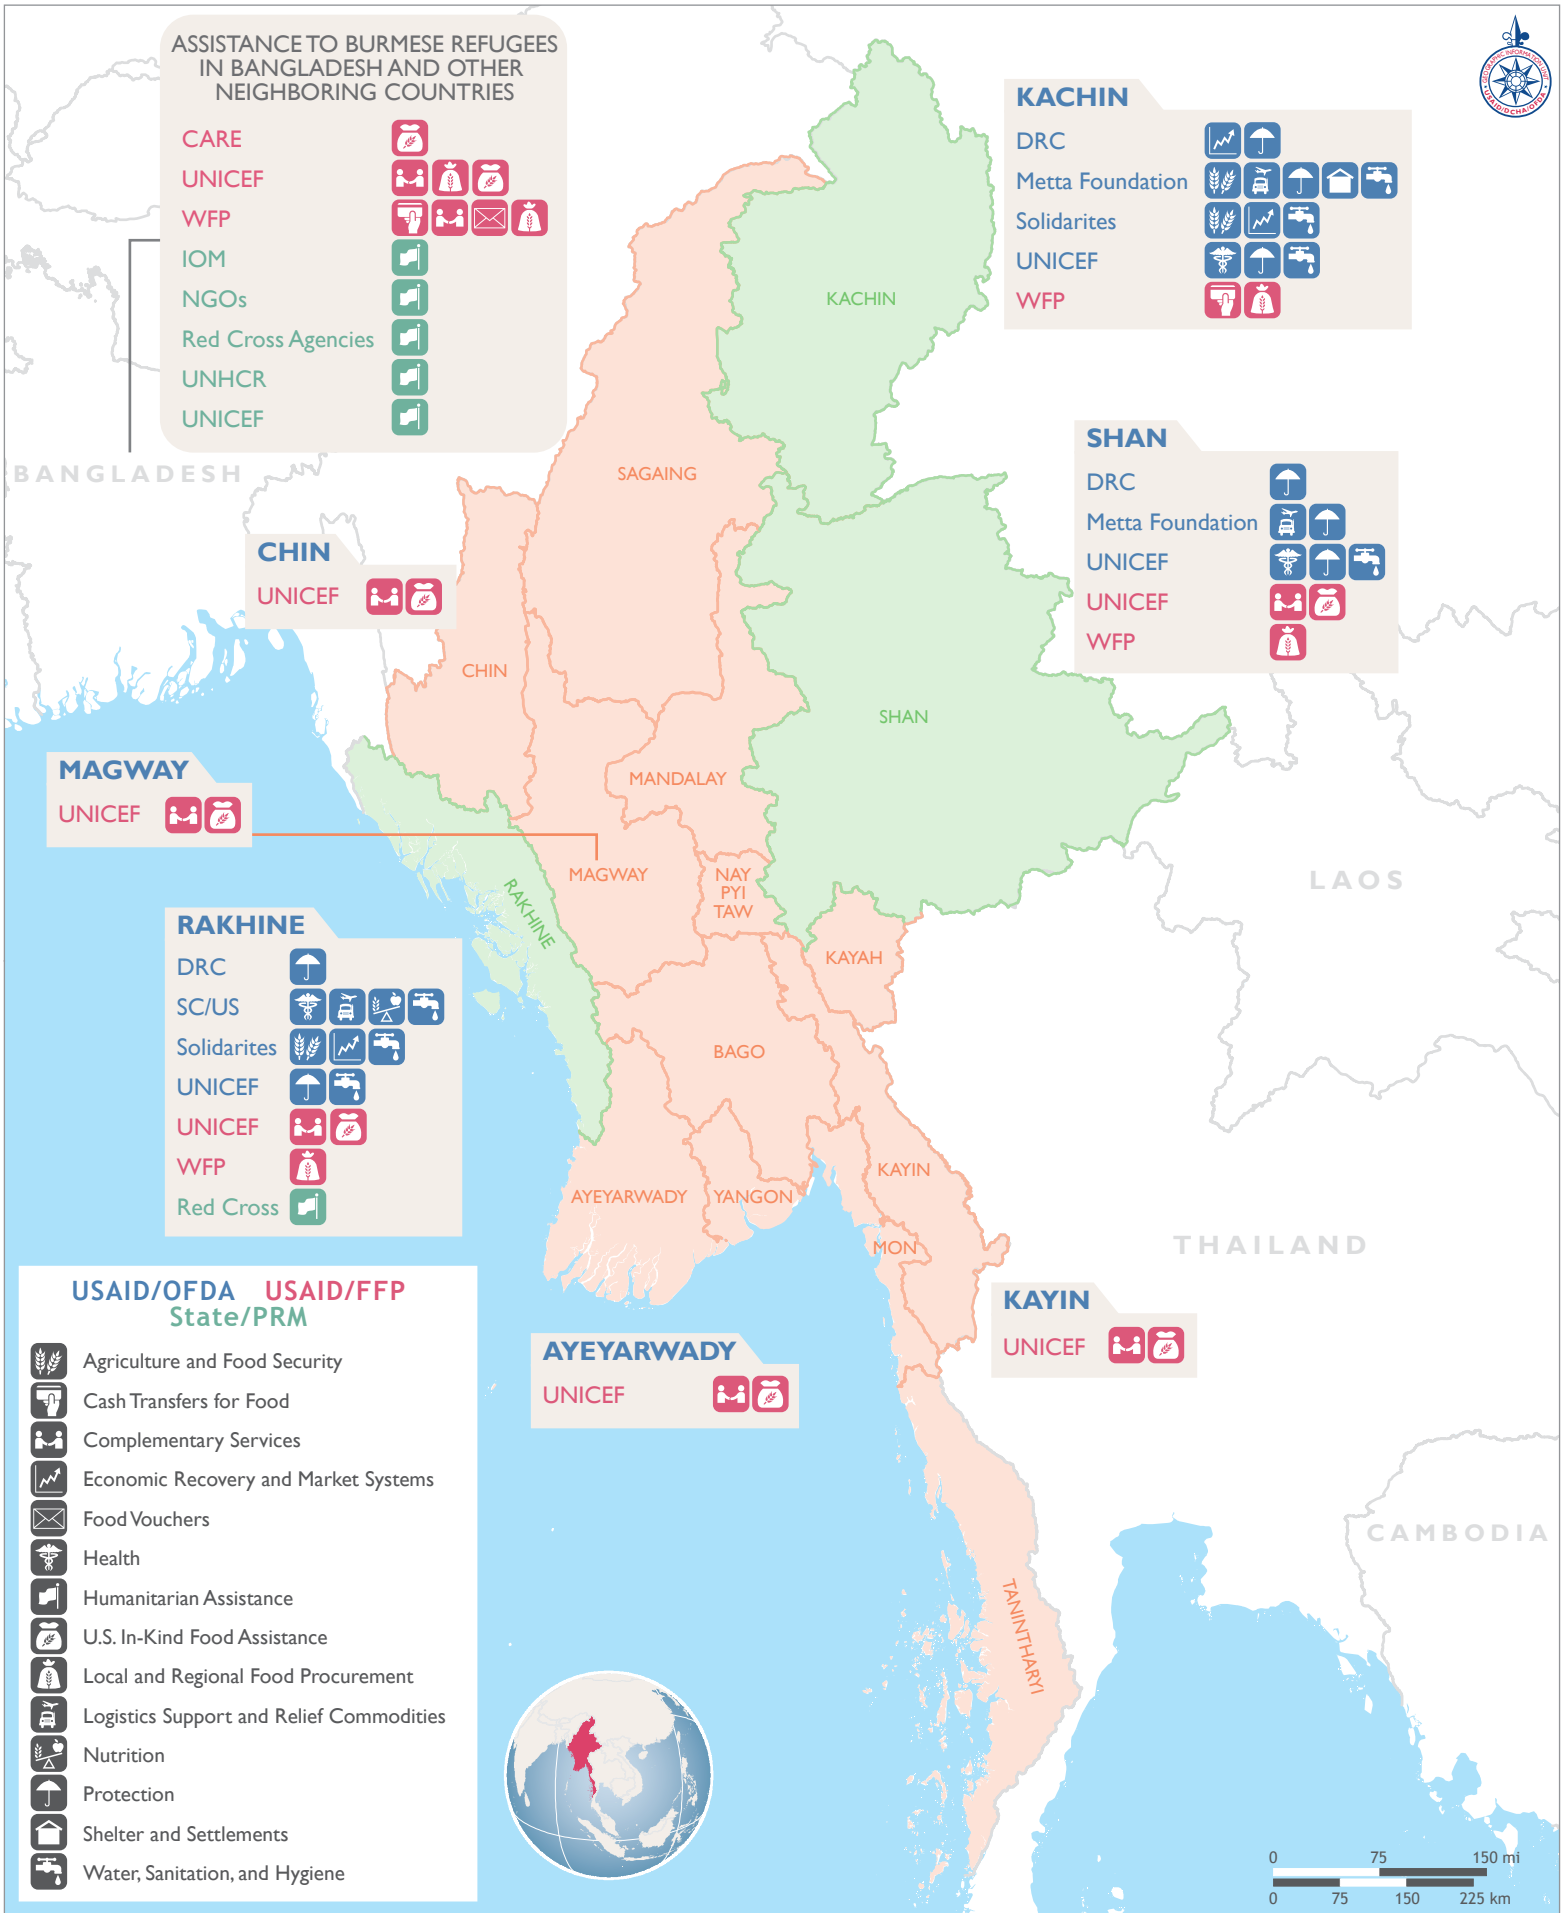 ASSISTANCE TO BURMESE REFUGEES
IN BANGLADESH AND OTHER
NEIGHBORING COUNTRIES
CARE
UNICEF
WFP
IOM
NGOs
Red Cross Agencies
UNHCR
UNICEF
GEOGRAPHIC INFORMATION UNIT
USAID/DCHA/OFDA
KACHIN
DRC
Metta Foundation
Solidarites
UNICEF
WFP
KACHIN
SHAN
DRC
Metta Foundation
UNICEF
UNICEF
WFP
BANGLADESH
SAGAING
CHIN
UNICEF
CHIN
SHAN
MAGWAY
UNICEF
MANDALAY
MAGWAY
NAY
PYI
TAW
LAOS
RAKHINE
KAYAH
RAKHINE
DRC
SC/US
Solidarites
UNICEF
UNICEF
WFP
Red Cross
BAGO
KAYIN
AYEYARWADY
YANGON
MON
THAILAND
KAYIN
UNICEF
AYEYARWADY
UNICEF
CAMBODIA
TANINTHARYI
USAID/OFDA USAID/FFP
State/PRM
Agriculture and Food Security
Cash Transfers for Food
Complementary Services
Economic Recovery and Market Systems
Food Vouchers
Health
Humanitarian Assistance
U.S. In-Kind Food Assistance
Local and Regional Food Procurement
Logistics Support and Relief Commodities
Nutrition
Protection
Shelter and Settlements
Water, Sanitation, and Hygiene
0 75 150 mi
0 75 150 225 km